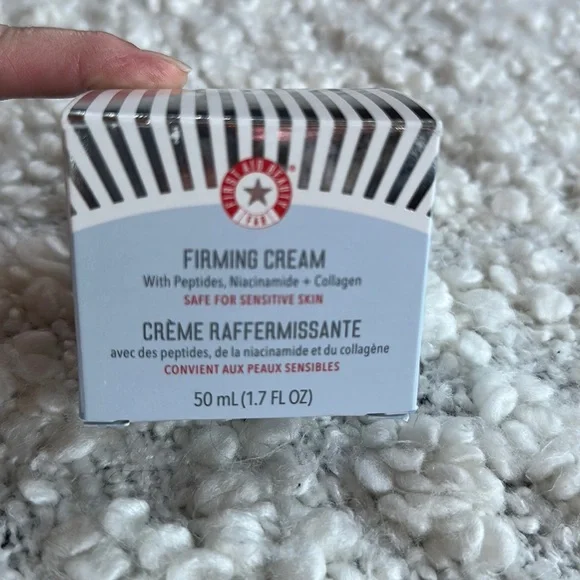 FIRST AID BEAUTY
FAB
FIRMING CREAM
With Peptides, Niacinamide + Collagen
SAFE FOR SENSITIVE SKIN
CRÈME RAFFERMISSANTE
avec des peptides, de la niacinamide et du collagène
CONVIENT AUX PEAUX SENSIBLES
50 mL (1.7 FL OZ)